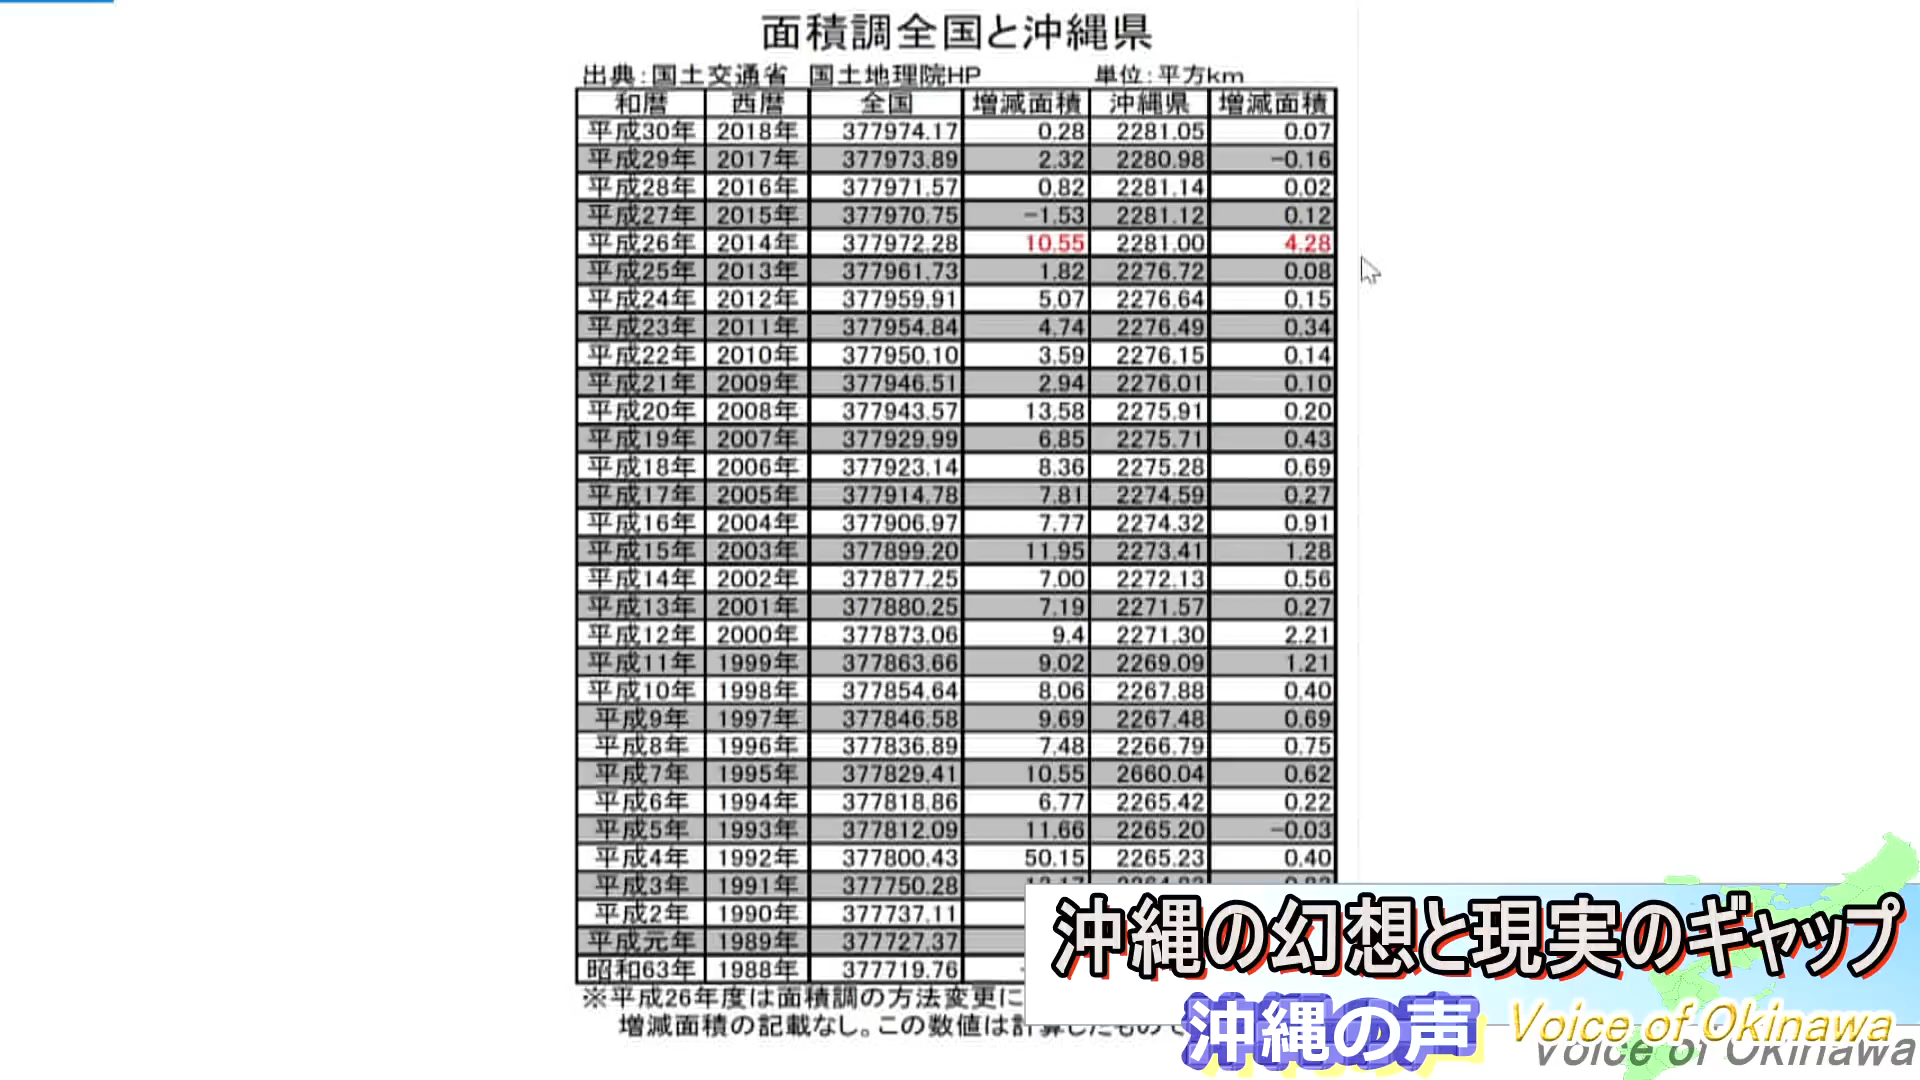 面積調全国と沖縄県
出典:国土交通省 国土地理院HP 単位:平方km
和暦 西暦 全国 増減面積 沖縄県 増減面積
平成30年 2018年 377974.17 0.28 2281.05 0.07
平成29年 2017年 377973.89 2.32 2280.98 -0.16
平成28年 2016年 377971.57 0.82 2281.14 0.02
平成27年 2015年 377970.75 -1.53 2281.12 0.12
平成26年 2014年 377972.28 10.55 2281.00 4.28
平成25年 2013年 377961.73 1.82 2276.72 0.08
平成24年 2012年 377959.91 5.07 2276.64 0.15
平成23年 2011年 377954.84 4.74 2276.49 0.34
平成22年 2010年 377950.10 3.59 2276.15 0.14
平成21年 2009年 377946.51 2.94 2276.01 0.10
平成20年 2008年 377943.57 13.58 2275.91 0.20
平成19年 2007年 377929.99 6.85 2275.71 0.43
平成18年 2006年 377923.14 8.36 2275.28 0.69
平成17年 2005年 377914.78 7.81 2274.59 0.27
平成16年 2004年 377906.97 7.77 2274.32 0.91
平成15年 2003年 377899.20 11.95 2273.41 1.28
平成14年 2002年 377877.25 7.00 2272.13 0.56
平成13年 2001年 377880.25 7.19 2271.57 0.27
平成12年 2000年 377873.06 9.4 2271.30 2.21
平成11年 1999年 377863.66 9.02 2269.09 1.21
平成10年 1998年 377854.64 8.06 2267.88 0.40
平成9年 1997年 377846.58 9.69 2267.48 0.69
平成8年 1996年 377836.89 7.48 2266.79 0.75
平成7年 1995年 377829.41 10.55 2660.04 0.62
平成6年 1994年 377818.86 6.77 2265.42 0.22
平成5年 1993年 377812.09 11.66 2265.20 -0.03
平成4年 1992年 377800.43 50.15 2265.23 0.40
平成3年 1991年 377750.28
平成2年 1990年 377737.11
平成元年 1989年 377727.37
昭和63年 1988年 377719.76
※平成26年度は面積調の方法変更に
増減面積の記載なし。この数値は計算したもので
沖縄の幻想と現実のギャップ
沖縄の声 Voice of Okinawa
Voice of Okinawa